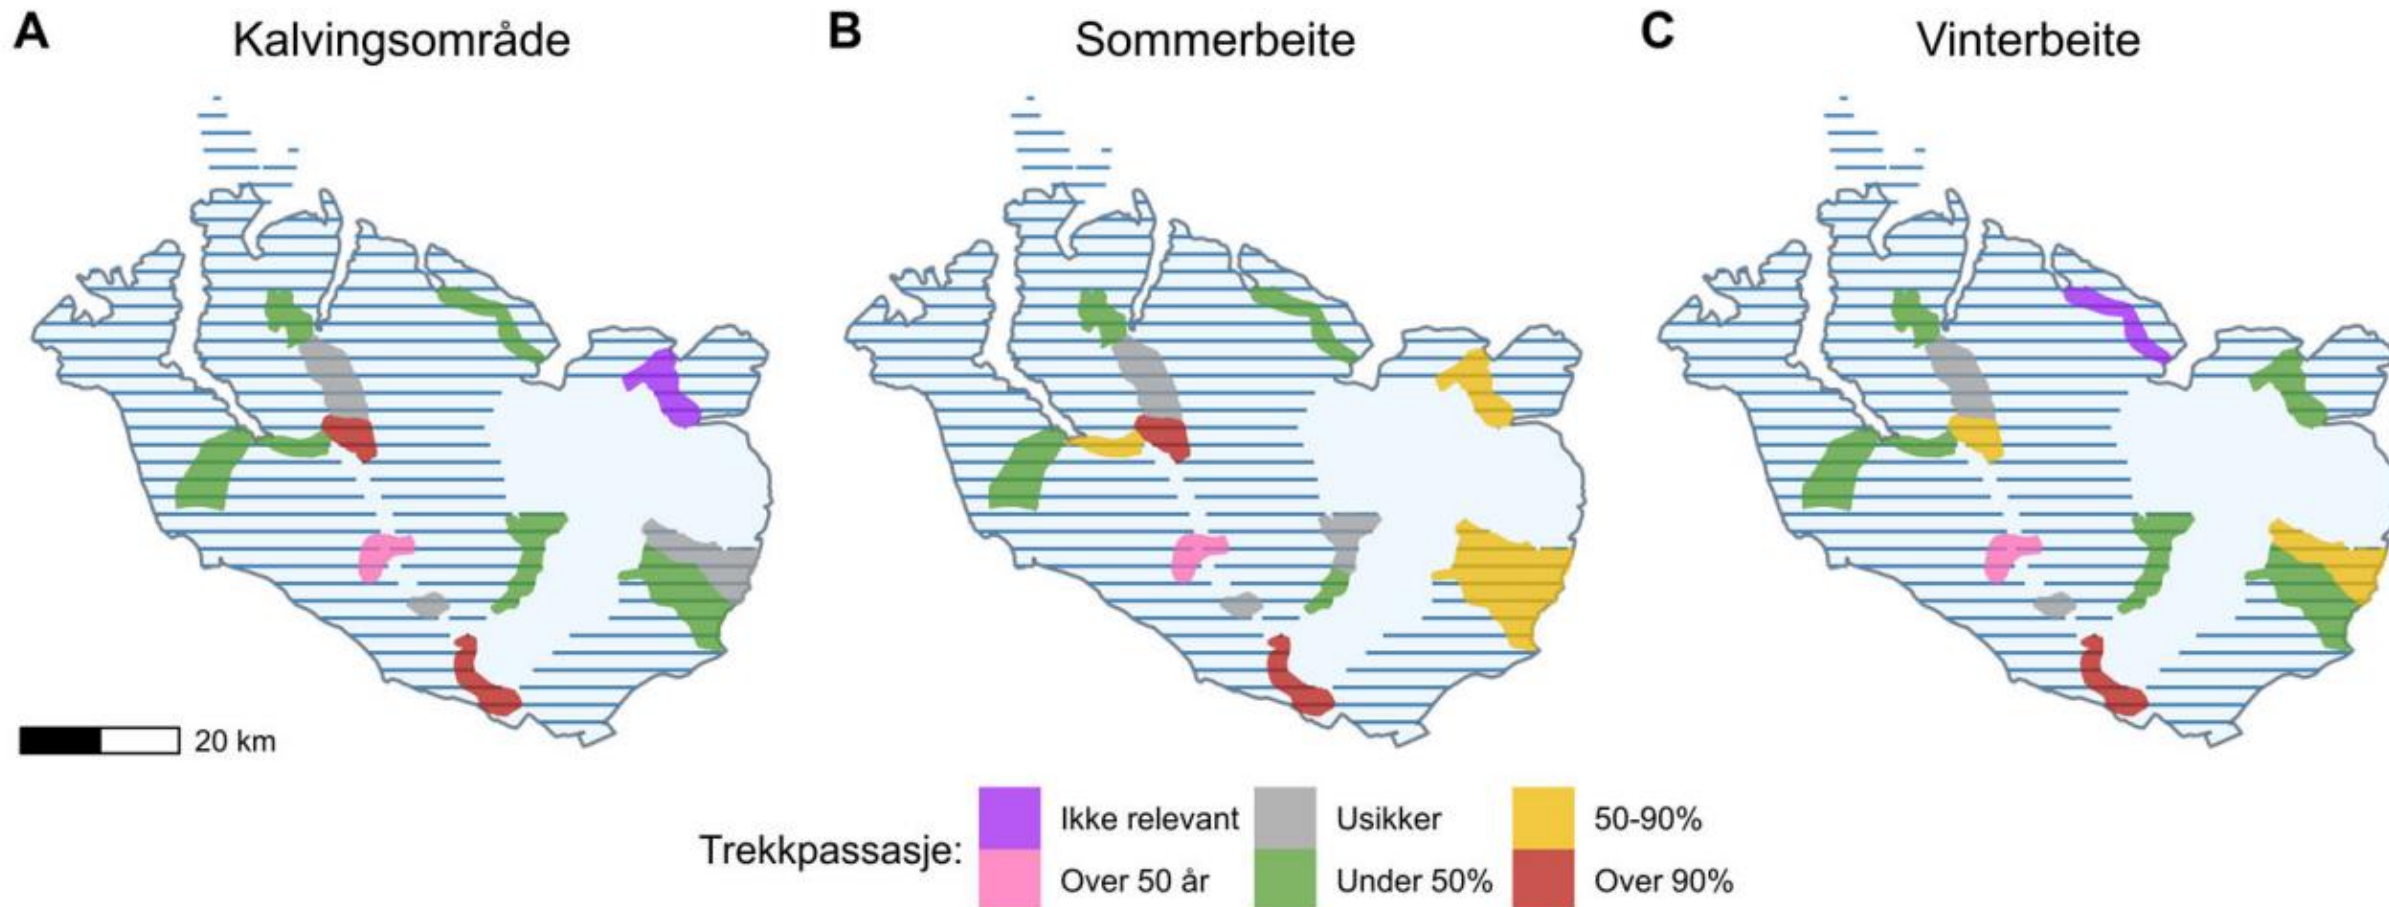 A Kalvingsområde
B Sommerbeite
C Vinterbeite
20 km
Trekkpassasje:
Ikke relevant
Usikker
50-90%
Over 50 år
Under 50%
Over 90%